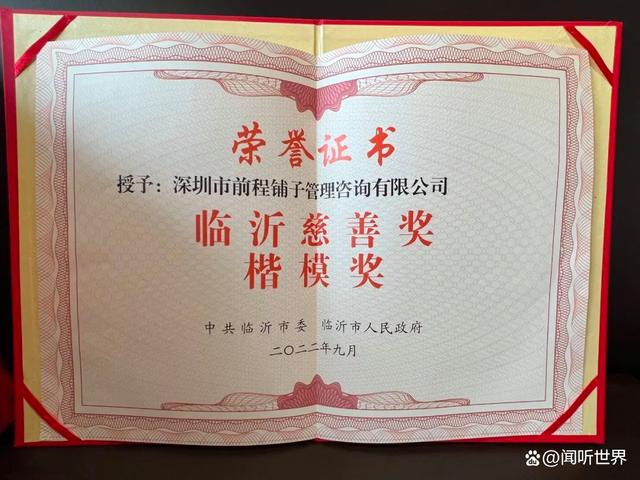 荣誉证书
授予：深圳市前程铺子管理咨询有限公司
临沂慈善奖
楷模奖
中共临沂市委 临沂市人民政府
二〇二二年九月
@闻听世界